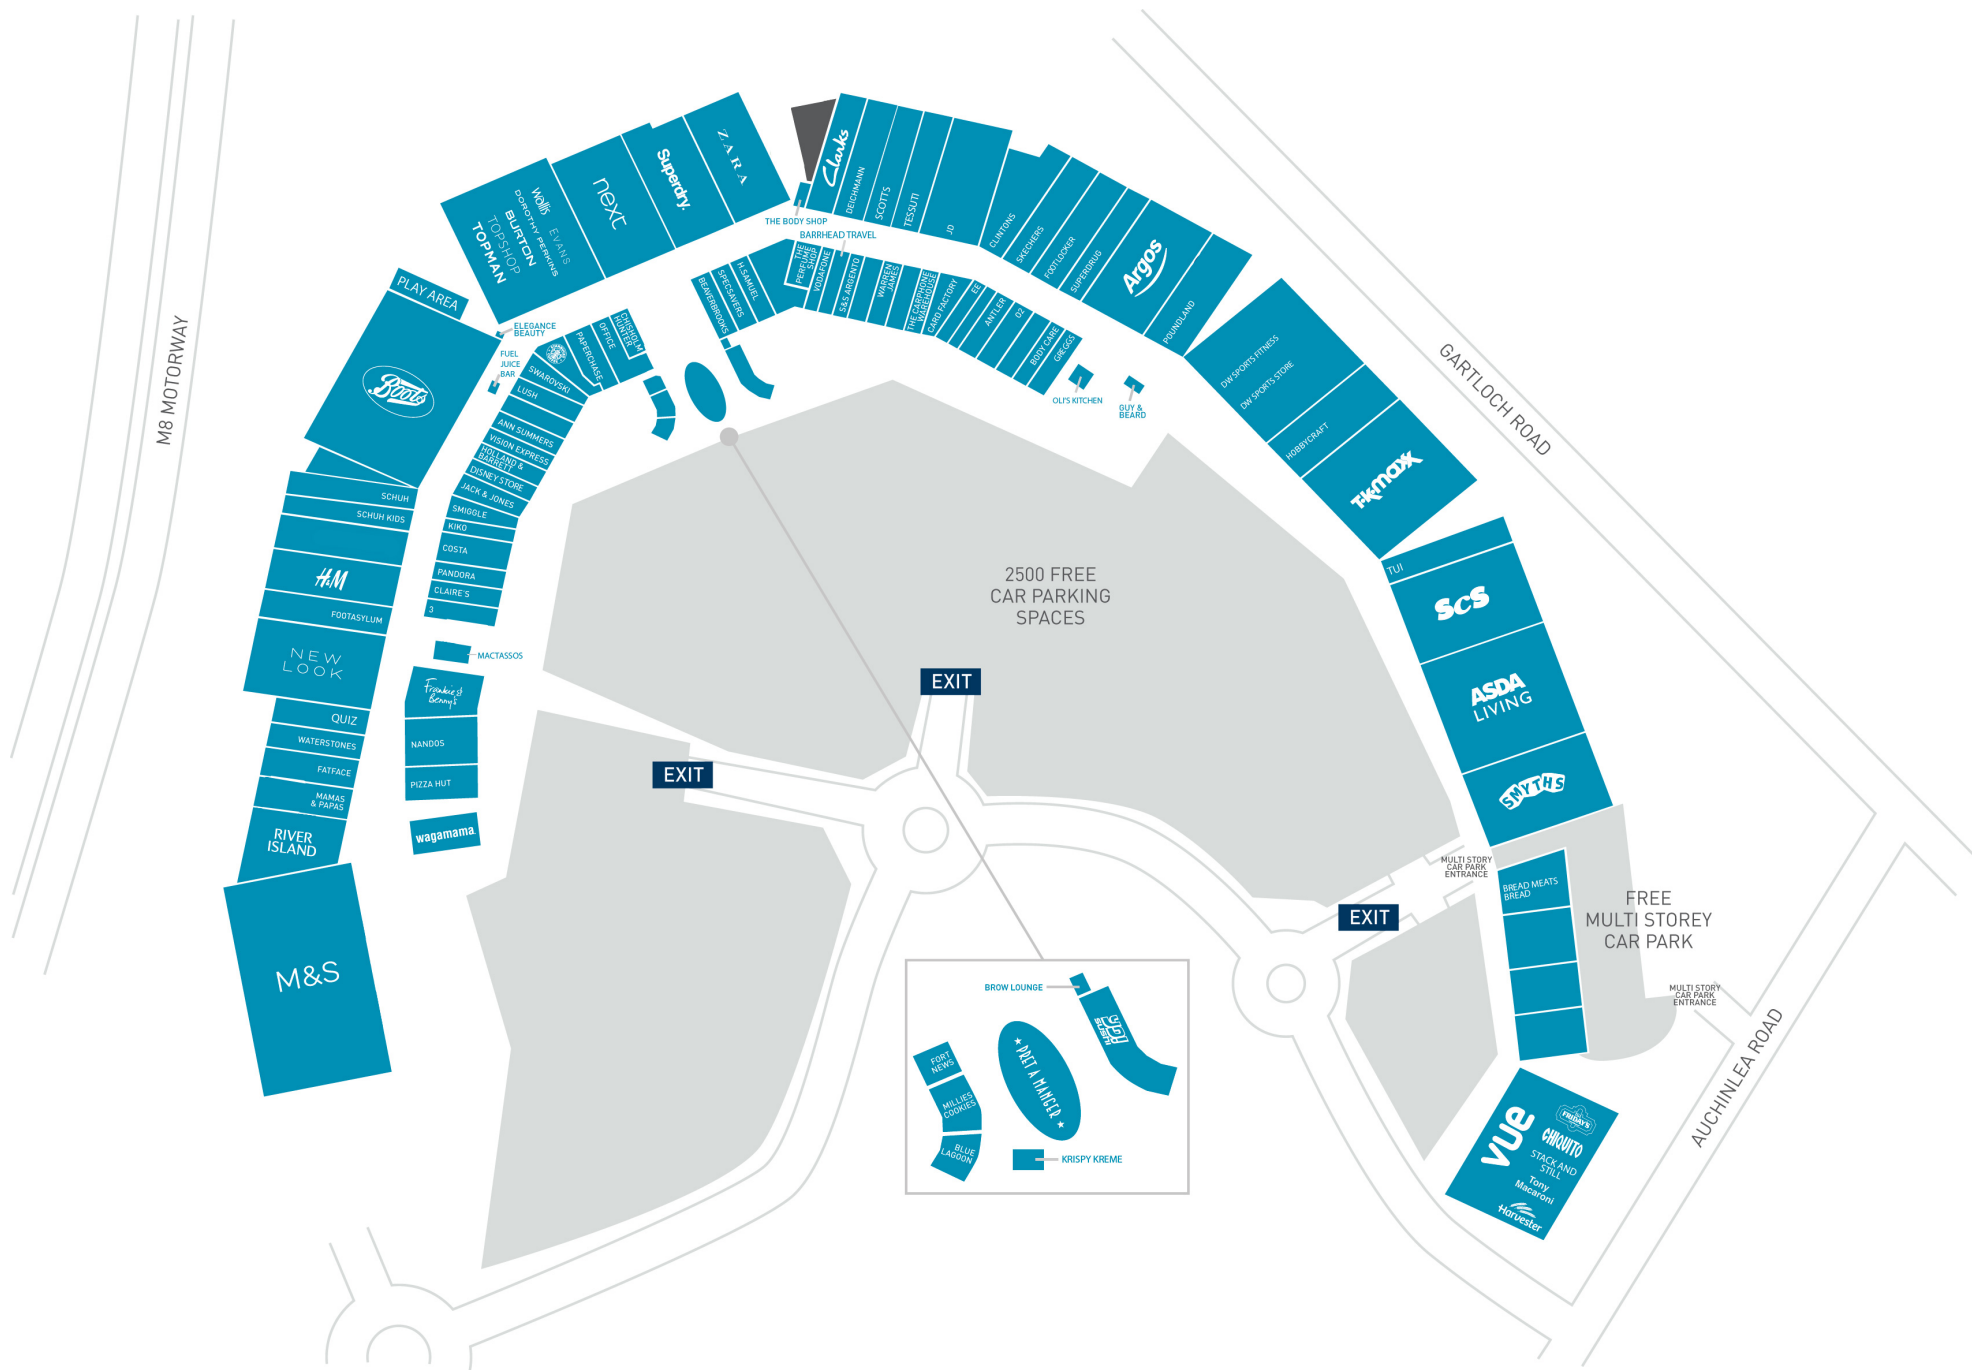 M8 MOTORWAY
GARTLOCH ROAD
AUCHINLEA ROAD
PLAY AREA
Boots
ELEGANCE
BEAUTY
FUEL
JUICE
BAR
Wallis
EVANS
DOROTHY PERKINS
BURTON
TOPSHOP
TOPMAN
next
Superdry.
ZARA
THE BODY SHOP
BARRHEAD TRAVEL
Clarks
DEICHMANN
SCOTTS
TESSUTI
JD
CLINTONS
SKECHERS
FOOTLOCKER
SUPERDRUG
Argos
POUNDLAND
DW SPORTS FITNESS
DW SPORTS STORE
HOBBYCRAFT
TK maxx
TUI
ScS
ASDA
LIVING
SMYTHS
BEAVERBROOKS
SPECSAVERS
H.SAMUEL
THE
PERFUME
SHOP
VODAFONE
S&S ARGENTO
WARREN
JAMES
THE CARPHONE
WAREHOUSE
CARD FACTORY
EE
ANTLER
O2
BODY CARE
GREGGS
OLI'S KITCHEN
GUY &
BEARD
CHISHOLM
HUNTER
OFFICE
PAPERCHASE
SWAROVSKI
LUSH
ANN SUMMERS
VISION EXPRESS
HOLLAND &
BARRETT
DISNEY STORE
JACK & JONES
SMIGGLE
KIKO
COSTA
PANDORA
CLAIRE'S
3
MACTASSOS
Frankie &
Benny's
NANDOS
PIZZA HUT
wagamama
SCHUH
SCHUH KIDS
H&M
FOOTASYLUM
NEW
LOOK
QUIZ
WATERSTONES
FATFACE
MAMAS
& PAPAS
RIVER
ISLAND
M&S
2500 FREE
CAR PARKING
SPACES
EXIT
EXIT
EXIT
MULTI STORY
CAR PARK
ENTRANCE
BREAD MEATS
BREAD
FREE
MULTI STOREY
CAR PARK
MULTI STORY
CAR PARK
ENTRANCE
BROW LOUNGE
YO!
SUSHI
FORT
NEWS
MILLIES
COOKIES
BLUE
LAGOON
PRET A MANGER
KRISPY KREME
vue
FRIDAY'S
CHIQUITO
STACK AND
STILL
Tony
Macaroni
Harvester